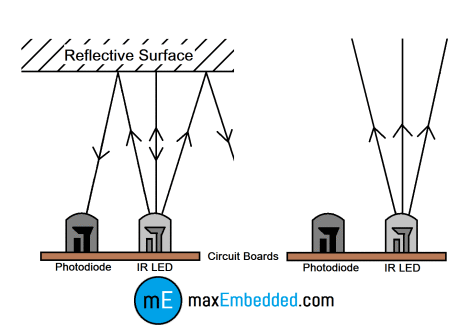 Reflective Surface
Circuit Boards
Photodiode
IR LED
Photodiode
IR LED
mE
maxEmbedded.com